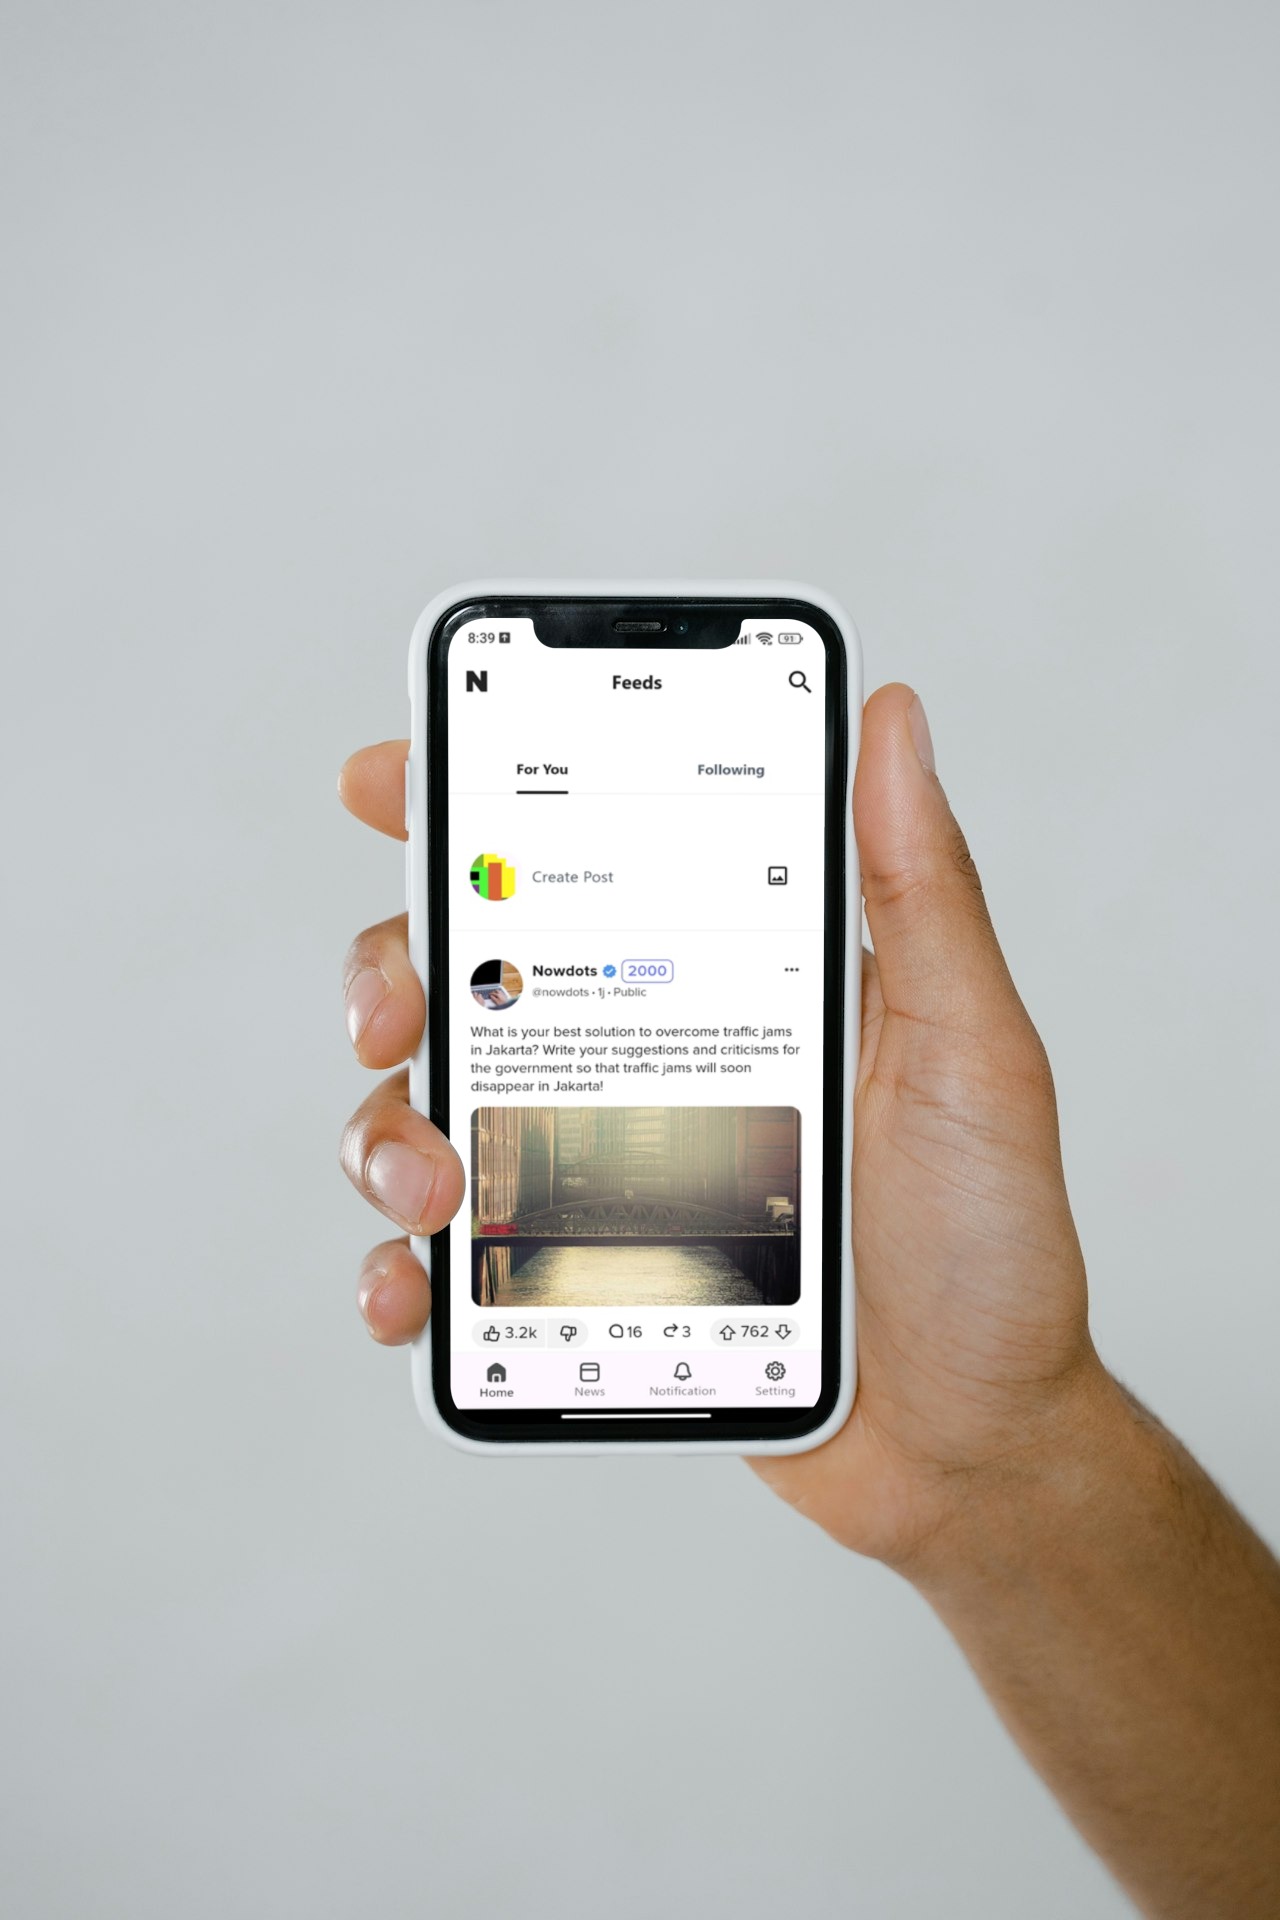 8:39 91
N Feeds
For You Following
Create Post
Nowdots 2000
@nowdots • 1j • Public
What is your best solution to overcome traffic jams
in Jakarta? Write your suggestions and criticisms for
the government so that traffic jams will soon
disappear in Jakarta!
3.2k 16 3 762
Home News Notification Setting